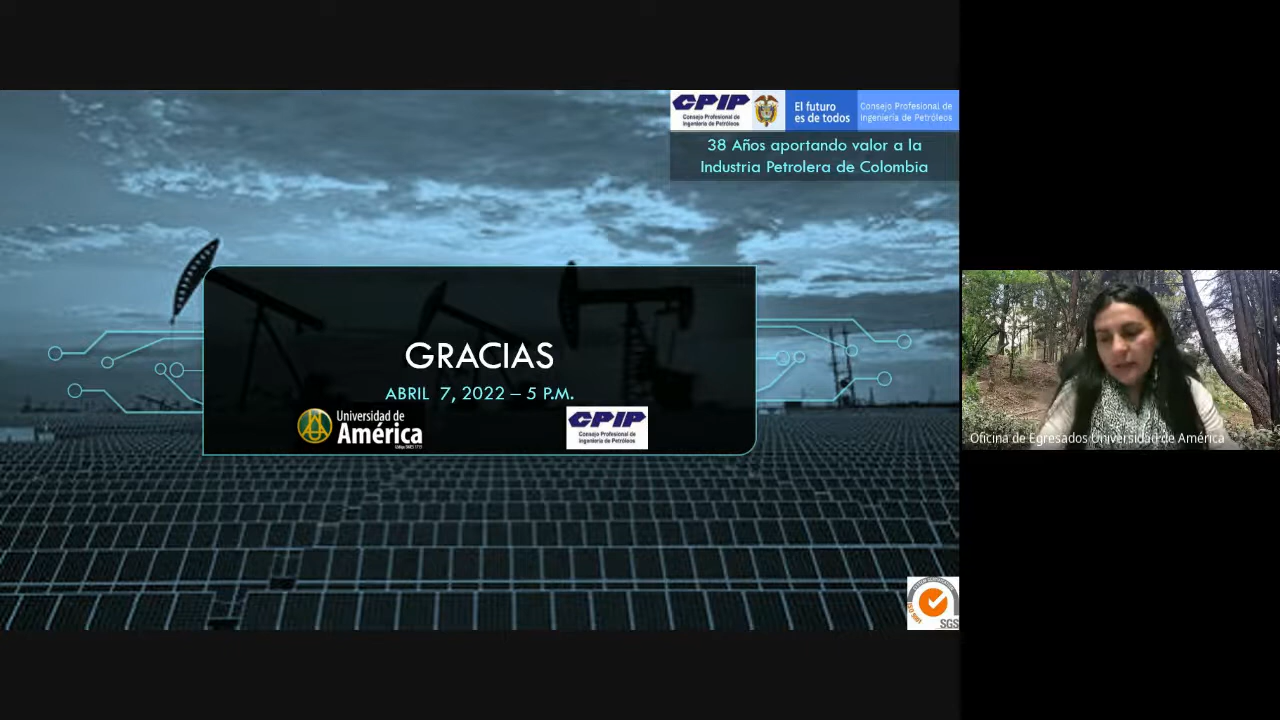 CPIP
Consejo Profesional de
Ingeniería de Petróleos
El futuro
es de todos
Consejo Profesional de
Ingeniería de Petróleos
38 Años aportando valor a la
Industria Petrolera de Colombia
GRACIAS
ABRIL 7, 2022 – 5 P.M.
Universidad de
América
CPIP
Consejo Profesional de
Ingeniería de Petróleos
Oficina de Egresados Universidad de América
SGS